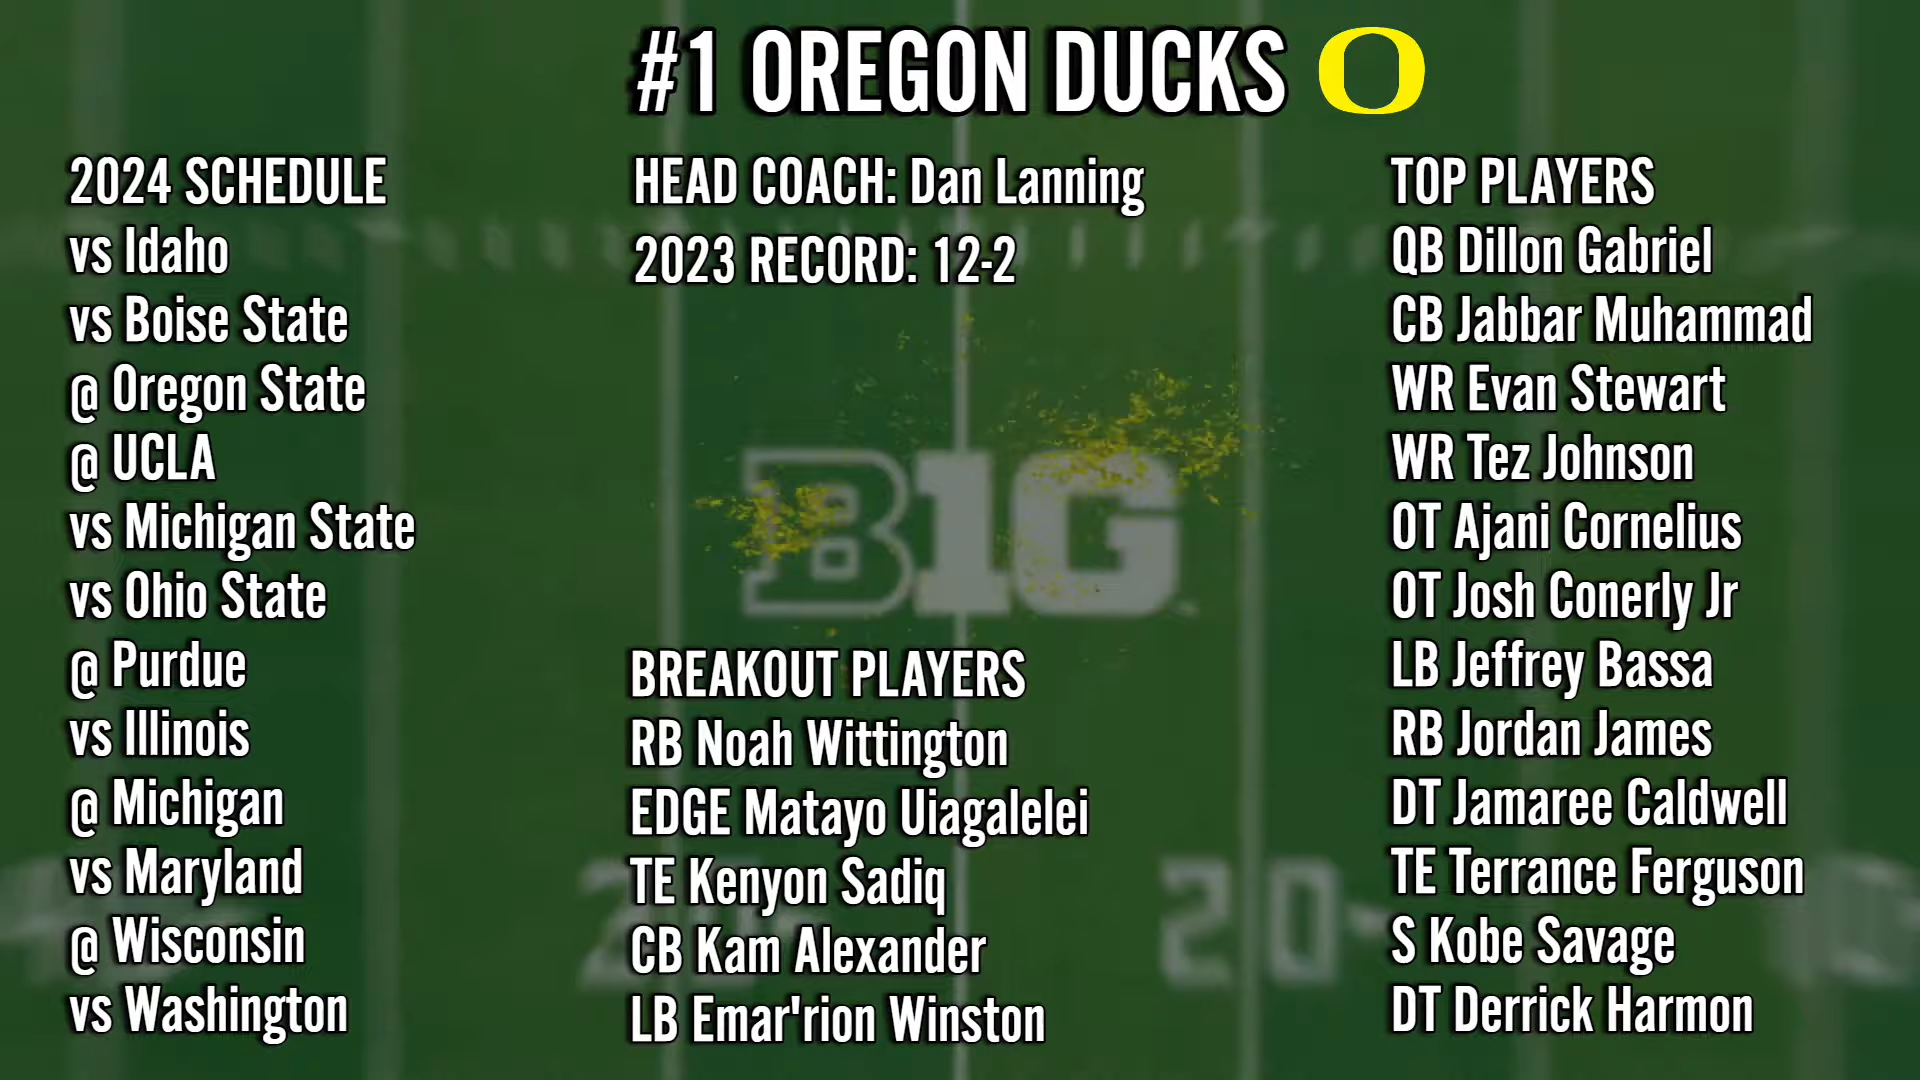 #1 OREGON DUCKS O
2024 SCHEDULE
vs Idaho
vs Boise State
@ Oregon State
@ UCLA
vs Michigan State
vs Ohio State
@ Purdue
vs Illinois
@ Michigan
vs Maryland
@ Wisconsin
vs Washington
HEAD COACH: Dan Lanning
2023 RECORD: 12-2
B1G
BREAKOUT PLAYERS
RB Noah Wittington
EDGE Matayo Uiagalelei
TE Kenyon Sadiq
CB Kam Alexander
LB Emar'rion Winston
20
20
TOP PLAYERS
QB Dillon Gabriel
CB Jabbar Muhammad
WR Evan Stewart
WR Tez Johnson
OT Ajani Cornelius
OT Josh Conerly Jr
LB Jeffrey Bassa
RB Jordan James
DT Jamaree Caldwell
TE Terrance Ferguson
S Kobe Savage
DT Derrick Harmon